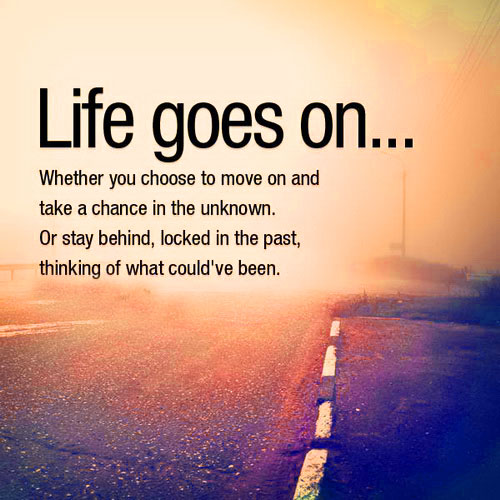 Life goes on...
Whether you choose to move on and
take a chance in the unknown.
Or stay behind, locked in the past,
thinking of what could've been.